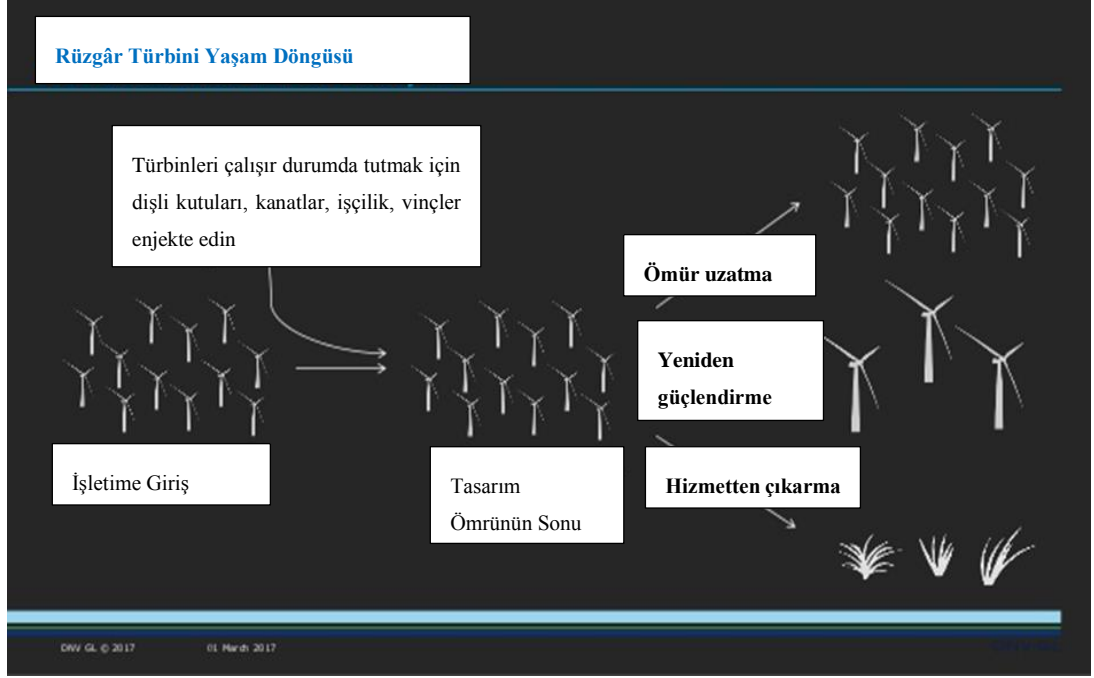 Rüzgâr Türbini Yaşam Döngüsü
Türbinleri çalışır durumda tutmak için
dişli kutuları, kanatlar, işçilik, vinçler
enjekte edin
Ömür uzatma
Yeniden
güçlendirme
Hizmetten çıkarma
İşletime Giriş
Tasarım
Ömrünün Sonu
DNV GL © 2017
01 March 2017